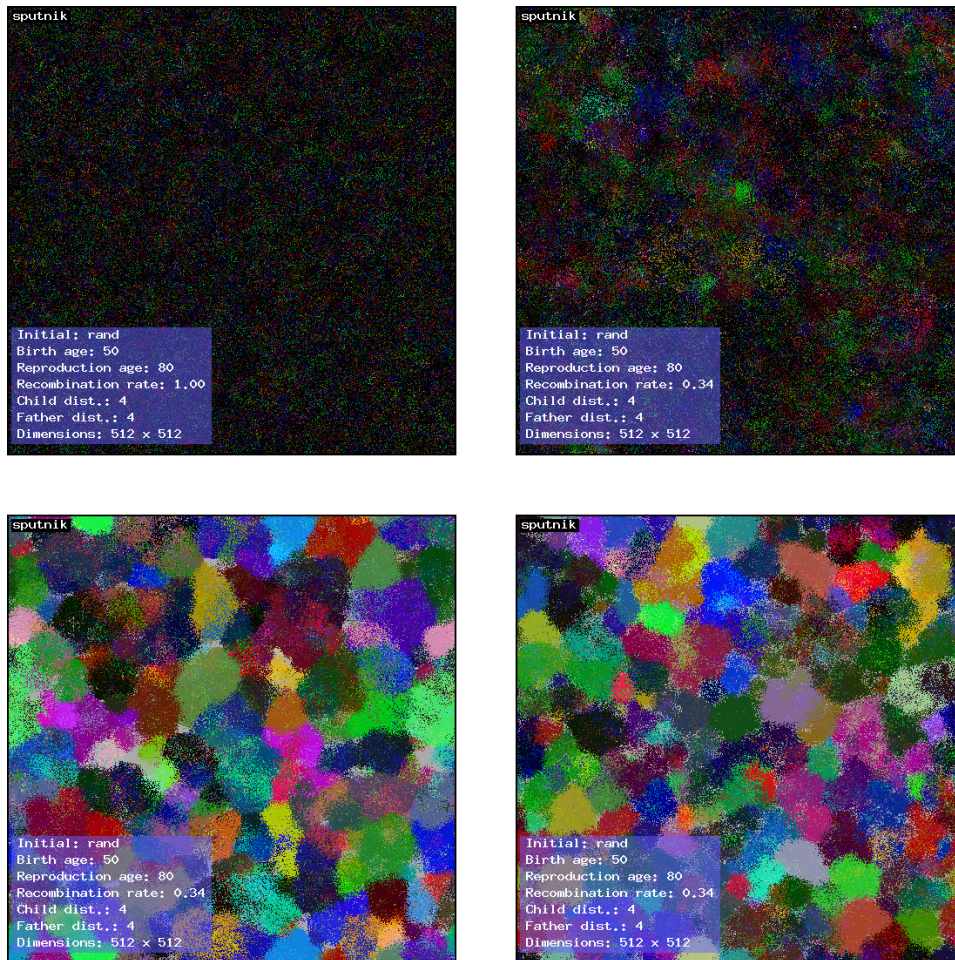 sputnik
Initial: rand
Birth age: 50
Reproduction age: 80
Recombination rate: 1.00
Child dist.: 4
Father dist.: 4
Dimensions: 512 x 512
sputnik
Initial: rand
Birth age: 50
Reproduction age: 80
Recombination rate: 0.34
Child dist.: 4
Father dist.: 4
Dimensions: 512 x 512
sputnik
Initial: rand
Birth age: 50
Reproduction age: 80
Recombination rate: 0.34
Child dist.: 4
Father dist.: 4
Dimensions: 512 x 512
sputnik
Initial: rand
Birth age: 50
Reproduction age: 80
Recombination rate: 0.34
Child dist.: 4
Father dist.: 4
Dimensions: 512 x 512